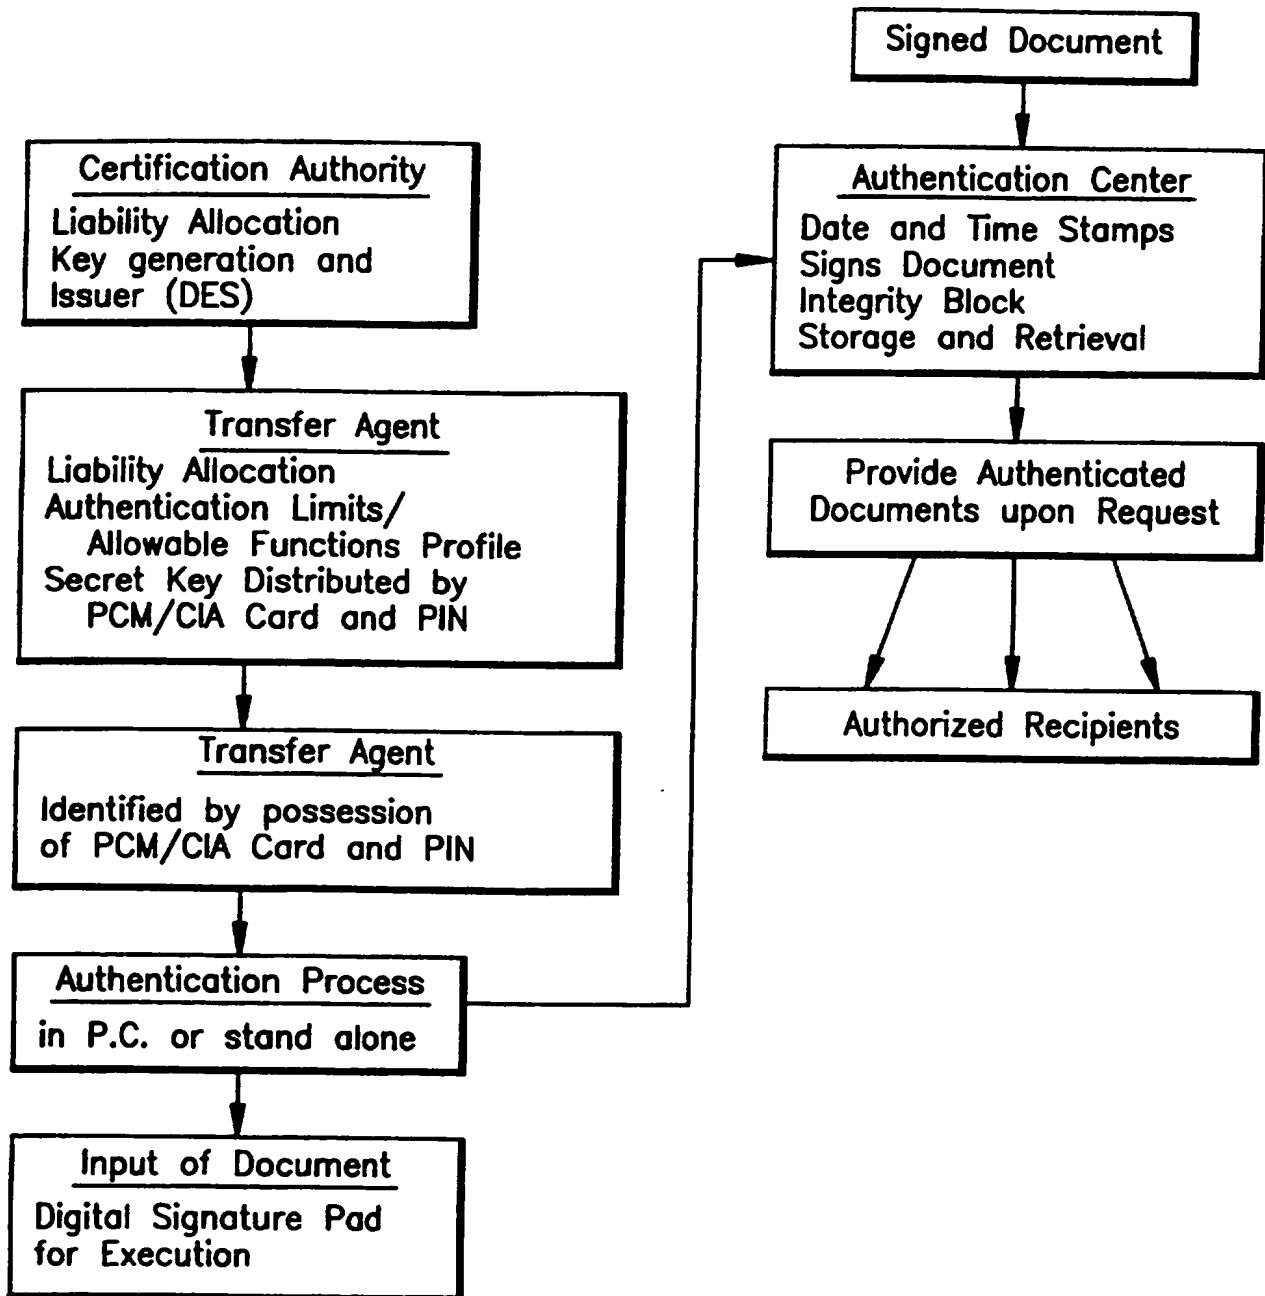 Certification Authority
Liability Allocation
Key generation and
Issuer (DES)
Transfer Agent
Liability Allocation
Authentication Limits/
Allowable Functions Profile
Secret Key Distributed by
PCM/CIA Card and PIN
Transfer Agent
Identified by possession
of PCM/CIA Card and PIN
Authentication Process
in P.C. or stand alone
Input of Document
Digital Signature Pad
for Execution
Signed Document
Authentication Center
Date and Time Stamps
Signs Document
Integrity Block
Storage and Retrieval
Provide Authenticated
Documents upon Request
Authorized Recipients